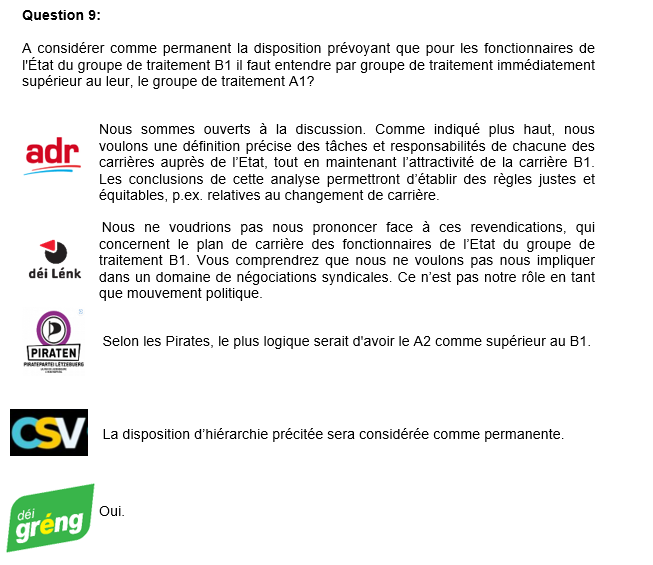 Question 9:
A considérer comme permanent la disposition prévoyant que pour les fonctionnaires de
l'État du groupe de traitement B1 il faut entendre par groupe de traitement immédiatement
supérieur au leur, le groupe de traitement A1?
adr
Nous sommes ouverts à la discussion. Comme indiqué plus haut, nous
voulons une définition précise des tâches et responsabilités de chacune des
carrières auprès de l'Etat, tout en maintenant l'attractivité de la carrière B1.
Les conclusions de cette analyse permettront d'établir des règles justes et
équitables, p.ex. relatives au changement de carrière.
déi Lénk
Nous ne voudrions pas nous prononcer face à ces revendications, qui
concernent le plan de carrière des fonctionnaires de l'Etat du groupe de
traitement B1. Vous comprendrez que nous ne voulons pas nous impliquer
dans un domaine de négociations syndicales. Ce n'est pas notre rôle en tant
que mouvement politique.
PIRATEN
PIRATEPARTEI LËTZEBUERG
Selon les Pirates, le plus logique serait d'avoir le A2 comme supérieur au B1.
CSV
La disposition d'hiérarchie précitée sera considérée comme permanente.
déi
gréng
Oui.